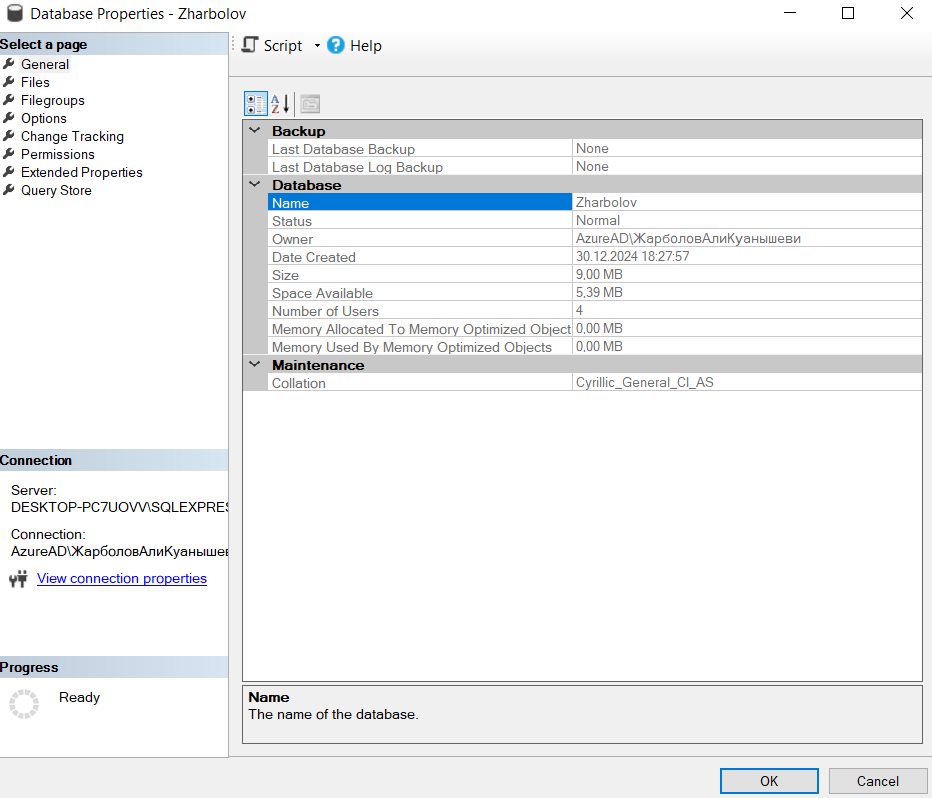 Database Properties - Zharbolov
Select a page
General
Files
Filegroups
Options
Change Tracking
Permissions
Extended Properties
Query Store
Connection
Server:
DESKTOP-PC7UOVV\SQLEXPRES
Connection:
AzureAD\ЖарболовАлиКуанышев
View connection properties
Progress
Ready
Script Help
Backup
Last Database Backup None
Last Database Log Backup None
Database
Name Zharbolov
Status Normal
Owner AzureAD\ЖарболовАлиКуанышеви
Date Created 30.12.2024 18:27:57
Size 9,00 MB
Space Available 5,39 MB
Number of Users 4
Memory Allocated To Memory Optimized Object 0,00 MB
Memory Used By Memory Optimized Objects 0,00 MB
Maintenance
Collation Cyrillic_General_CI_AS
Name
The name of the database.
OK Cancel